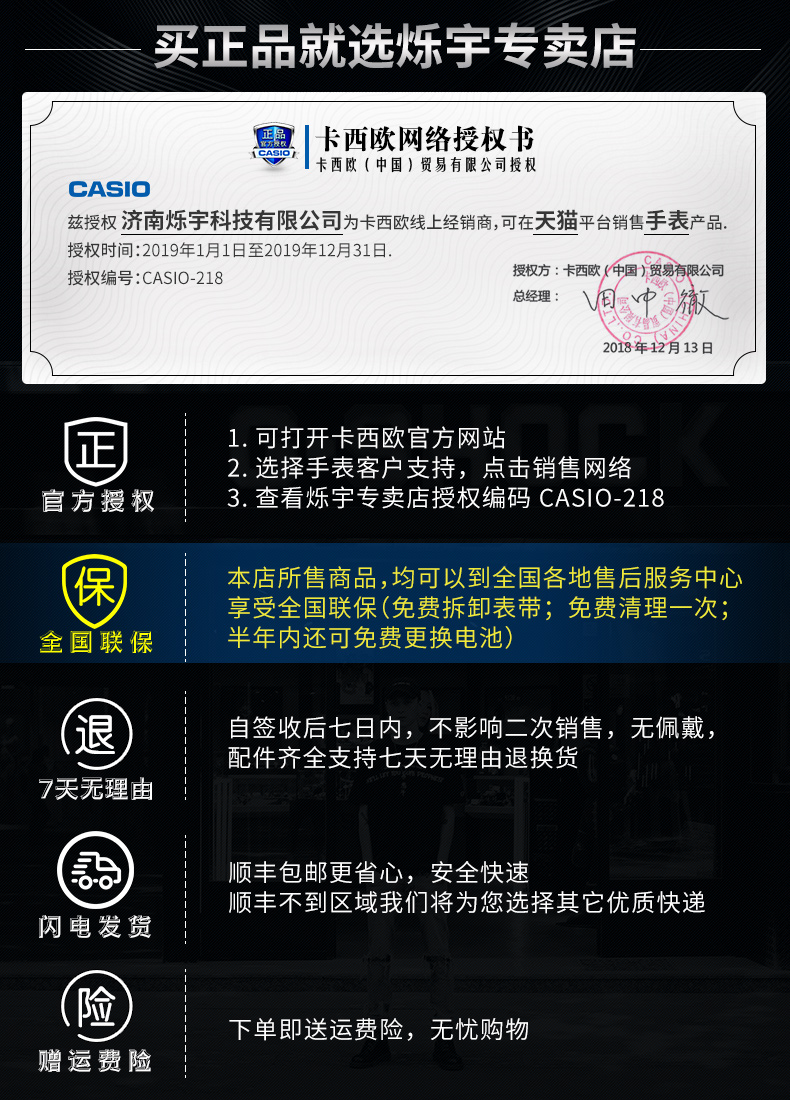 买正品就选烁宇专卖店
正品
官方授权
CASIO
卡西欧网络授权书
卡西欧(中国)贸易有限公司授权
CASIO
兹授权 济南烁宇科技有限公司为卡西欧线上经销商,可在天猫平台销售手表产品.
授权时间:2019年1月1日至2019年12月31日.
授权编号:CASIO-218
授权方:卡西欧(中国)贸易有限公司
总经理:
2018 年 12 月 13 日
正
官方授权
1. 可打开卡西欧官方网站
2. 选择手表客户支持，点击销售网络
3. 查看烁宇专卖店授权编码 CASIO-218
保
全国联保
本店所售商品,均可以到全国各地售后服务中心
享受全国联保(免费拆卸表带；免费清理一次；
半年内还可免费更换电池)
退
7天无理由
自签收后七日内，不影响二次销售，无佩戴，
配件齐全支持七天无理由退换货
闪电发货
顺丰包邮更省心，安全快速
顺丰不到区域我们将为您选择其它优质快递
险
赠运费险
下单即送运费险，无忧购物